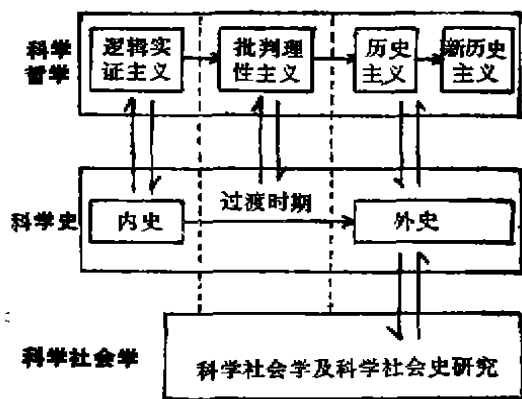 科学
哲学
逻辑实
证主义
批判理
性主义
历史
主义
新历史
主义
科学史
内史
过渡时期
外史
科学社会学
科学社会学及科学社会史研究